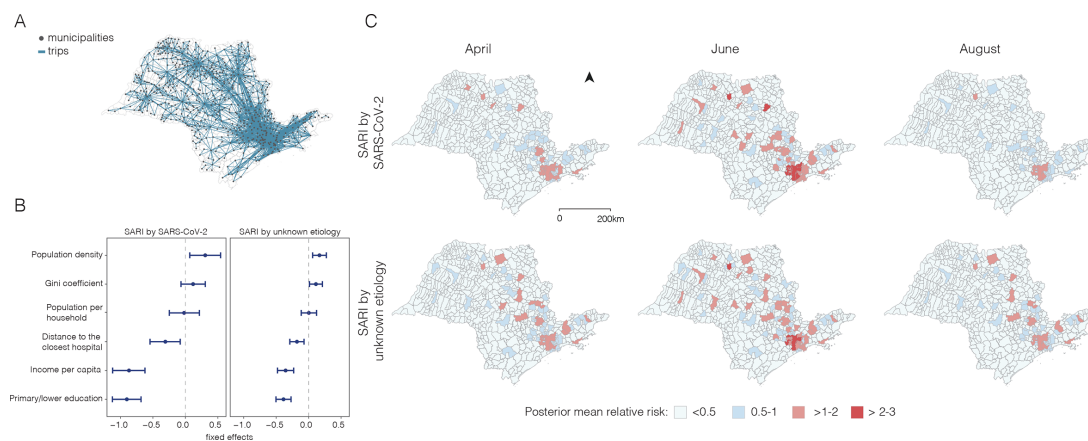 A
municipalities
trips
B
SARI by SARS-CoV-2
SARI by unknown etiology
Population density
Gini coefficient
Population per
household
Distance to the
closest hospital
Income per capita
Primary/lower education
-1.0 -0.5 0.0 0.5
-1.0 -0.5 0.0 0.5
fixed effects
C
April
June
August
SARI by
SARS-CoV-2
0 200km
SARI by
unknown etiology
Posterior mean relative risk: <0.5 0.5-1 >1-2 > 2-3